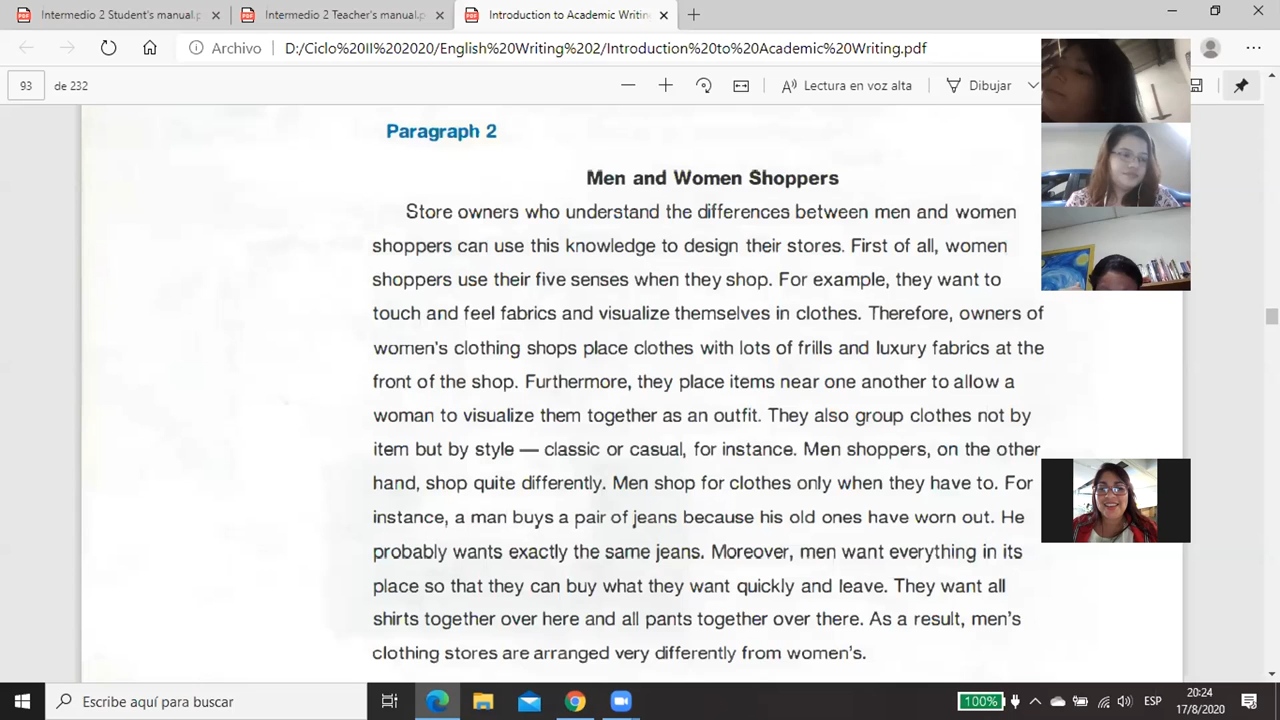 Intermedio 2 Student's manual.p
Intermedio 2 Teacher's manual.p
Introduction to Academic Writing
Archivo
D:/Ciclo%20II%202020/English%20Writing%202/Introduction%20to%20Academic%20Writing.pdf
93 de 232
Lectura en voz alta
Dibujar
Paragraph 2
Men and Women Shoppers
Store owners who understand the differences between men and women
shoppers can use this knowledge to design their stores. First of all, women
shoppers use their five senses when they shop. For example, they want to
touch and feel fabrics and visualize themselves in clothes. Therefore, owners of
women's clothing shops place clothes with lots of frills and luxury fabrics at the
front of the shop. Furthermore, they place items near one another to allow a
woman to visualize them together as an outfit. They also group clothes not by
item but by style — classic or casual, for instance. Men shoppers, on the other
hand, shop quite differently. Men shop for clothes only when they have to. For
instance, a man buys a pair of jeans because his old ones have worn out. He
probably wants exactly the same jeans. Moreover, men want everything in its
place so that they can buy what they want quickly and leave. They want all
shirts together over here and all pants together over there. As a result, men's
clothing stores are arranged very differently from women's.
Escribe aquí para buscar
100%
ESP
20:24
17/8/2020